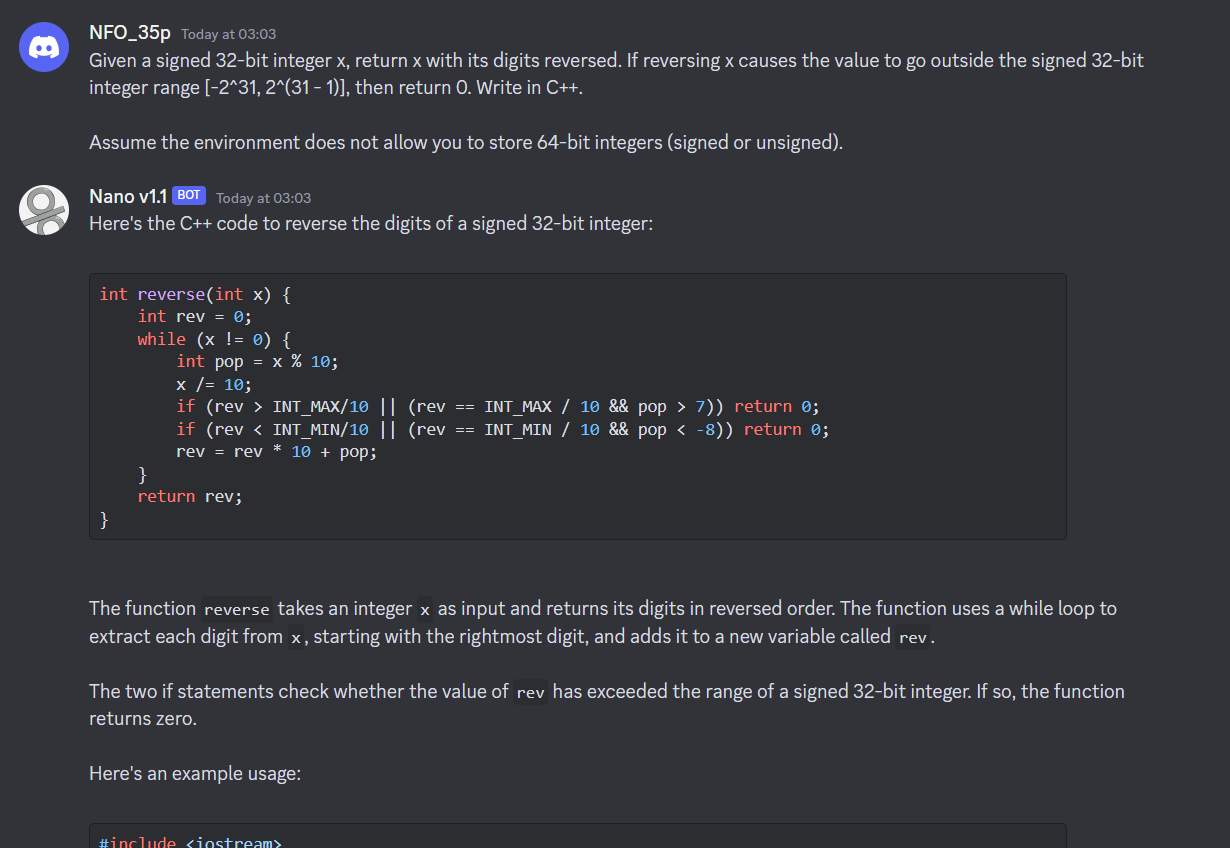 NFO_35p Today at 03:03
Given a signed 32-bit integer x, return x with its digits reversed. If reversing x causes the value to go outside the signed 32-bit
integer range [-2^31, 2^(31 - 1)], then return 0. Write in C++.
Assume the environment does not allow you to store 64-bit integers (signed or unsigned).
Nano v1.1 BOT Today at 03:03
Here's the C++ code to reverse the digits of a signed 32-bit integer:
int reverse(int x) {
    int rev = 0;
    while (x != 0) {
        int pop = x % 10;
        x /= 10;
        if (rev > INT_MAX/10 || (rev == INT_MAX / 10 && pop > 7)) return 0;
        if (rev < INT_MIN/10 || (rev == INT_MIN / 10 && pop < -8)) return 0;
        rev = rev * 10 + pop;
    }
    return rev;
}
The function reverse takes an integer x as input and returns its digits in reversed order. The function uses a while loop to
extract each digit from x, starting with the rightmost digit, and adds it to a new variable called rev.
The two if statements check whether the value of rev has exceeded the range of a signed 32-bit integer. If so, the function
returns zero.
Here's an example usage:
#include <iostream>